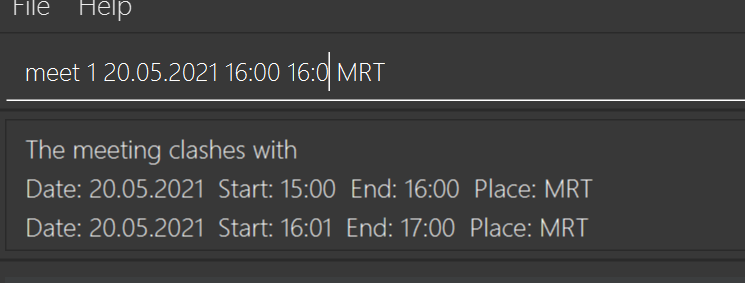 File Help
meet 1 20.05.2021 16:00 16:0 MRT
The meeting clashes with
Date: 20.05.2021 Start: 15:00 End: 16:00 Place: MRT
Date: 20.05.2021 Start: 16:01 End: 17:00 Place: MRT